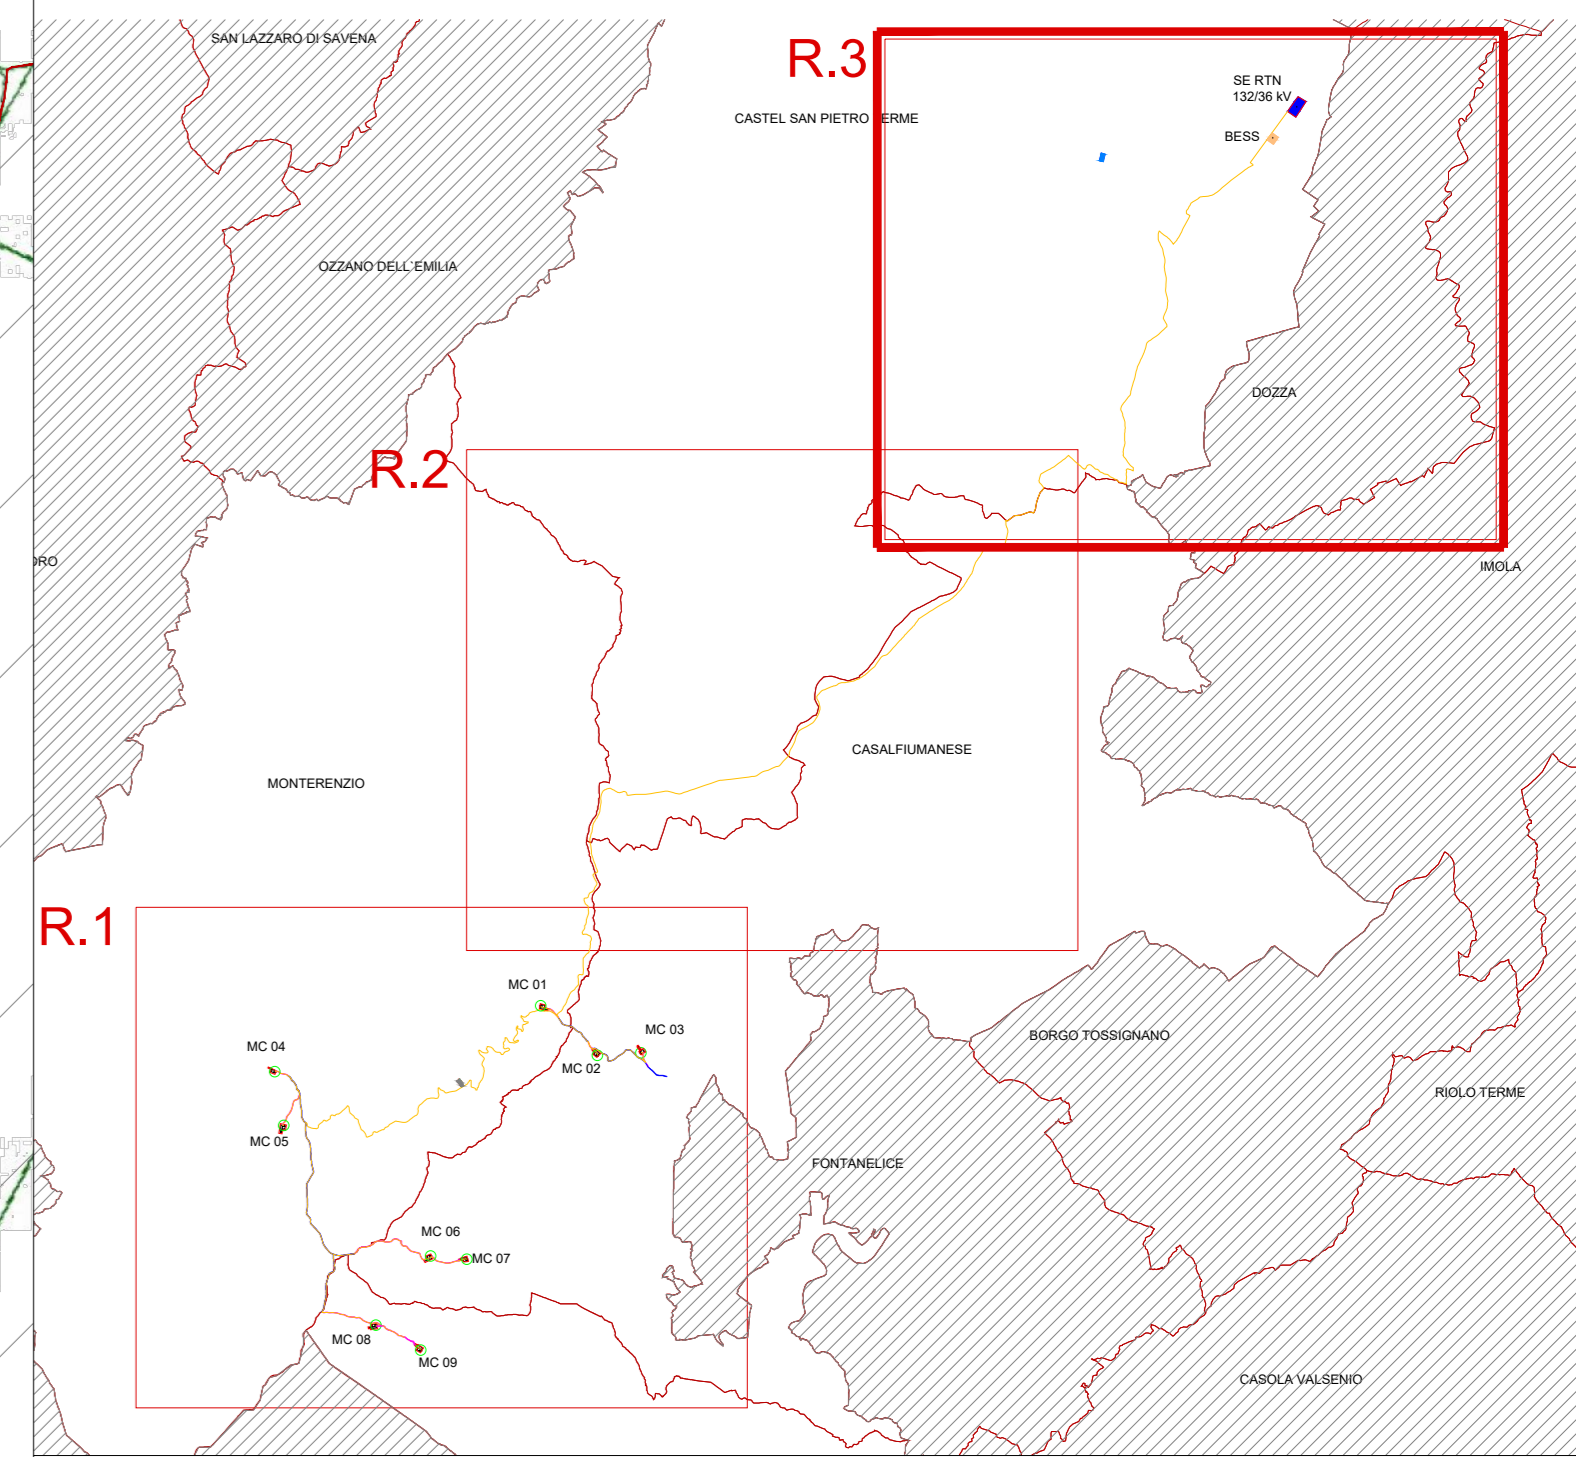 SAN LAZZARO DI SAVENA
R.3
SE RTN
132/36 kV
CASTEL SAN PIETRO TERME
BESS
OZZANO DELL`EMILIA
DOZZA
R.2
ORO
IMOLA
CASALFIUMANESE
MONTERENZIO
R.1
MC 01
MC 03
MC 04
MC 02
BORGO TOSSIGNANO
RIOLO TERME
MC 05
FONTANELICE
MC 06
MC 07
MC 08
MC 09
CASOLA VALSENIO